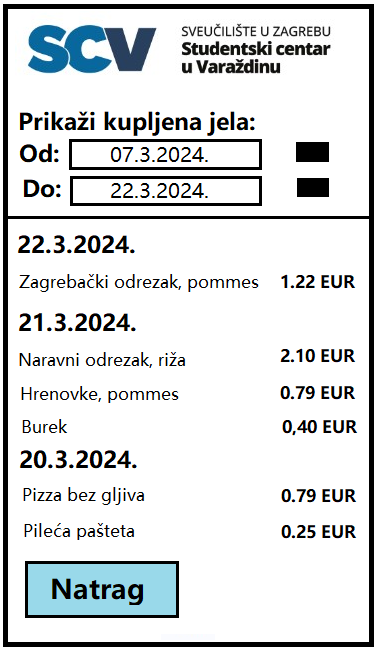 SCV
SVEUČILIŠTE U ZAGREBU
Studentski centar
u Varaždinu
Prikaži kupljena jela:
Od: 07.3.2024.
Do: 22.3.2024.
22.3.2024.
Zagrebački odrezak, pommes 1.22 EUR
21.3.2024.
Naravni odrezak, riža 2.10 EUR
Hrenovke, pommes 0.79 EUR
Burek 0,40 EUR
20.3.2024.
Pizza bez gljiva 0.79 EUR
Pileća pašteta 0.25 EUR
Natrag